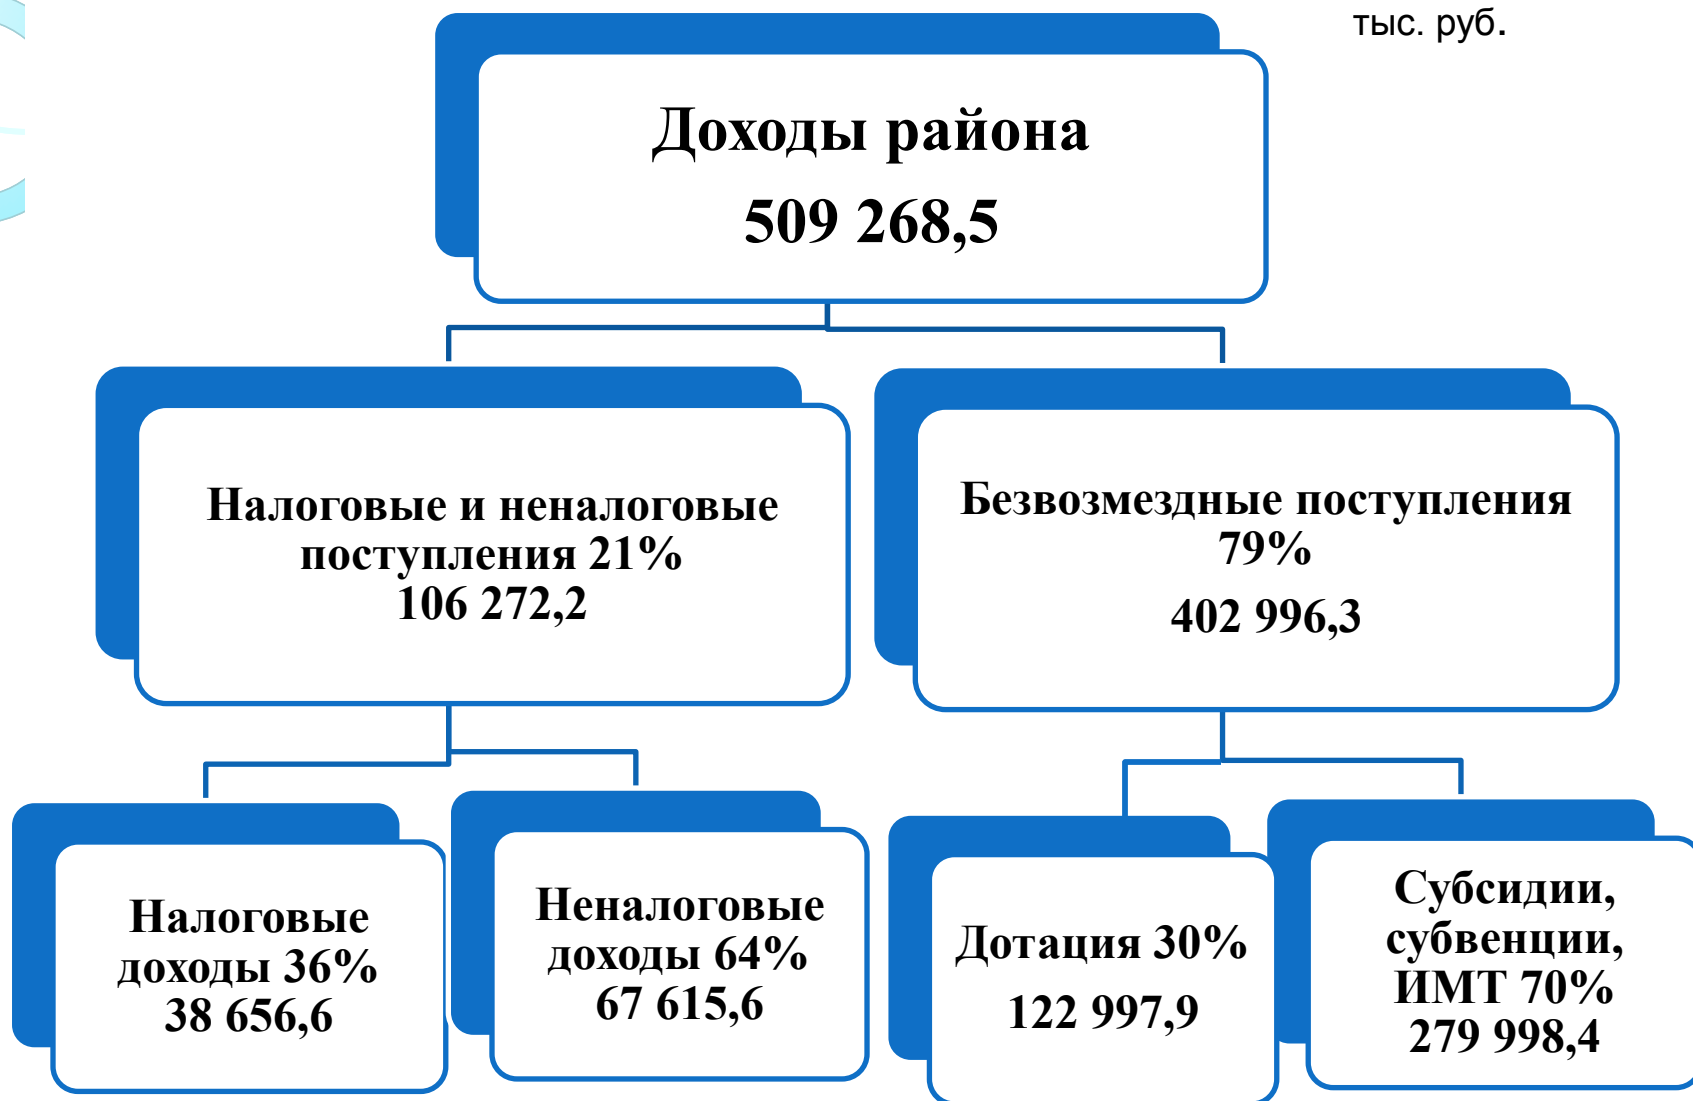 тыс. руб.
Доходы района
509 268,5
Налоговые и неналоговые
поступления 21%
106 272,2
Безвозмездные поступления
79%
402 996,3
Налоговые
доходы 36%
38 656,6
Неналоговые
доходы 64%
67 615,6
Дотация 30%
122 997,9
Субсидии,
субвенции,
ИМТ 70%
279 998,4